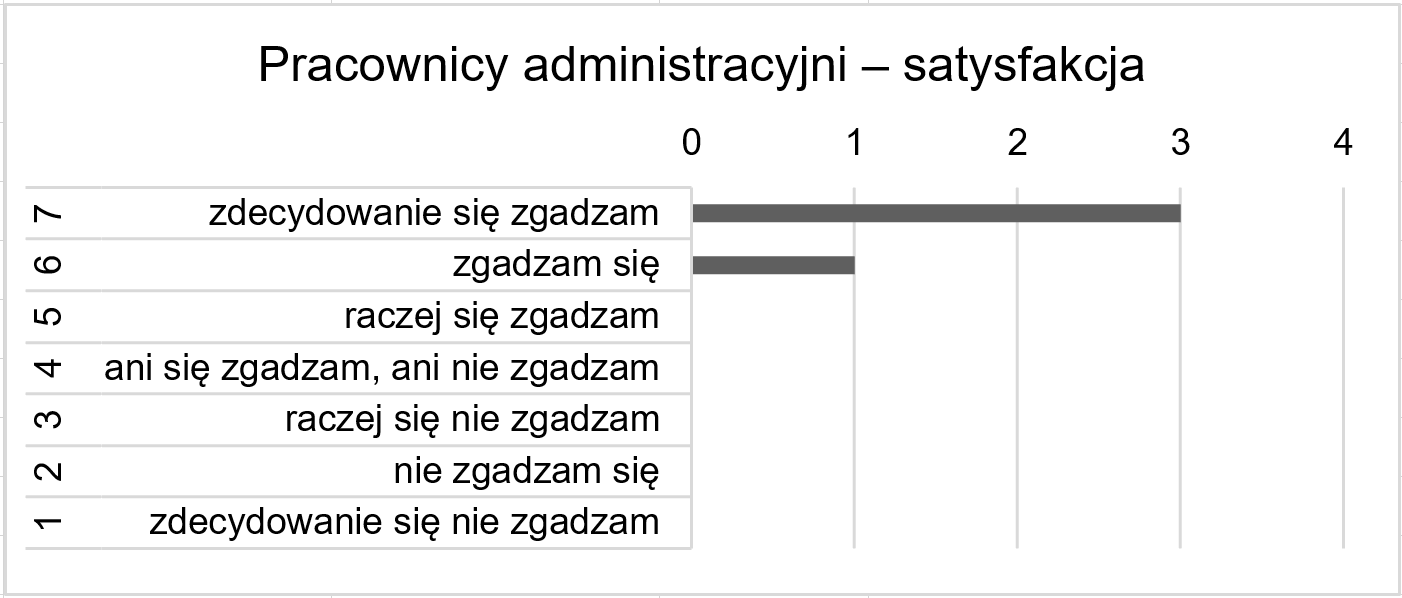 Pracownicy administracyjni – satysfakcja
0 1 2 3 4
7 zdecydowanie się zgadzam
6 zgadzam się
5 raczej się zgadzam
4 ani się zgadzam, ani nie zgadzam
3 raczej się nie zgadzam
2 nie zgadzam się
1 zdecydowanie się nie zgadzam